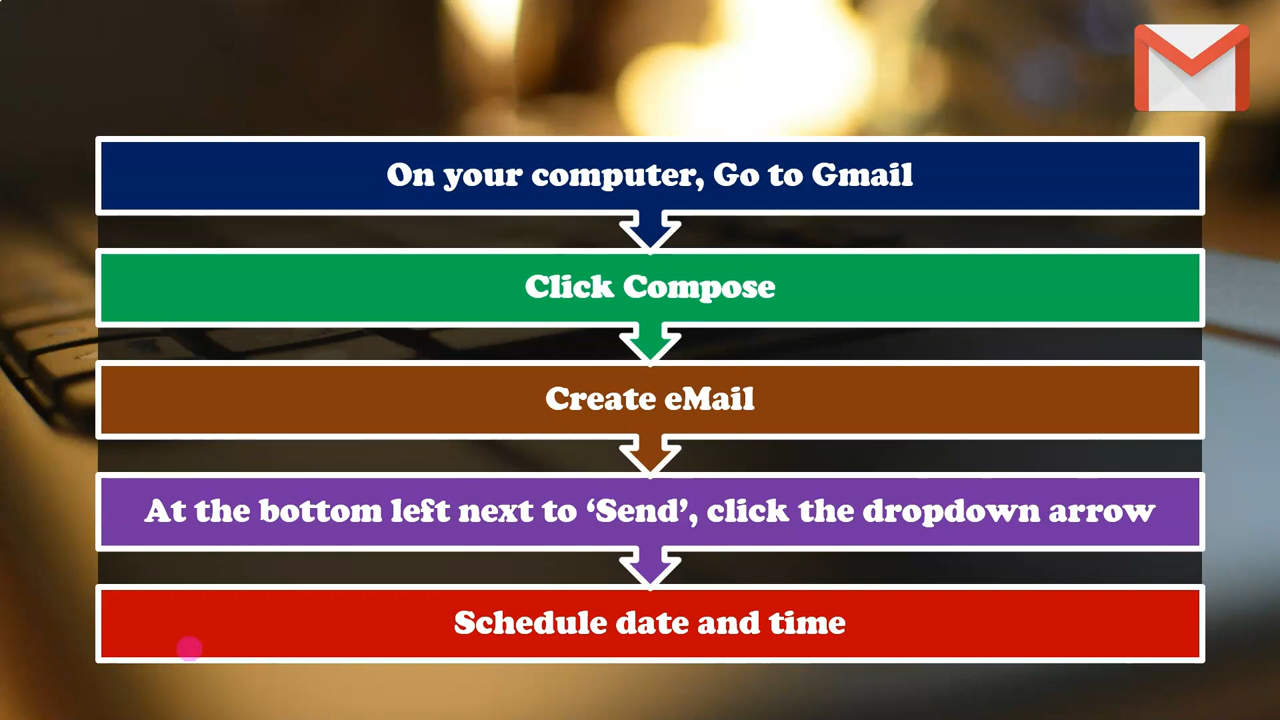 On your computer, Go to Gmail
Click Compose
Create eMail
At the bottom left next to ‘Send’, click the dropdown arrow
Schedule date and time